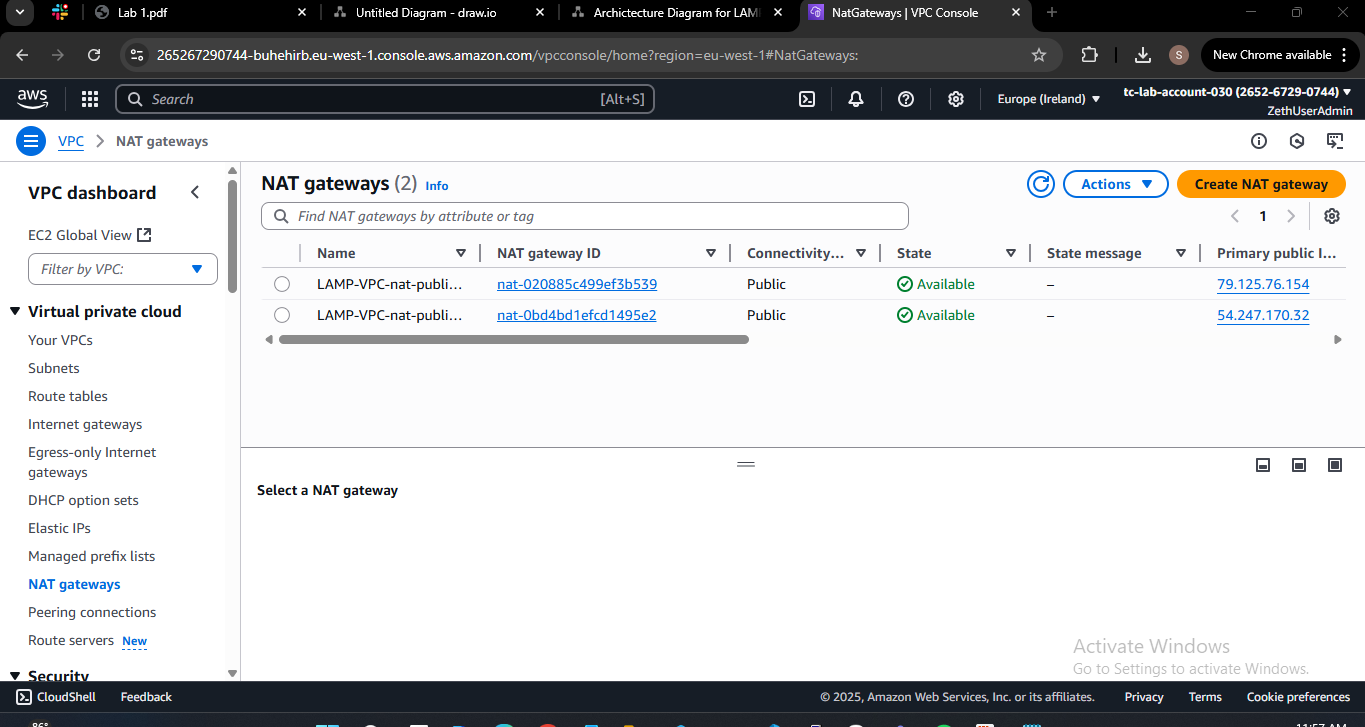 Lab 1.pdf
Untitled Diagram - draw.io
Archictecture Diagram for LAM
NatGateways | VPC Console
265267290744-buhehirb.eu-west-1.console.aws.amazon.com/vpcconsole/home?region=eu-west-1#NatGateways:
S
New Chrome available
aws
Search
[Alt+S]
Europe (Ireland)
tc-lab-account-030 (2652-6729-0744)
ZethUserAdmin
VPC
NAT gateways
VPC dashboard
EC2 Global View
Filter by VPC:
Virtual private cloud
Your VPCs
Subnets
Route tables
Internet gateways
Egress-only Internet
gateways
DHCP option sets
Elastic IPs
Managed prefix lists
NAT gateways
Peering connections
Route servers New
Security
NAT gateways (2) Info
Actions
Create NAT gateway
Find NAT gateways by attribute or tag
1
Name NAT gateway ID Connectivity... State State message Primary public I...
LAMP-VPC-nat-publi... nat-020885c499ef3b539 Public Available – 79.125.76.154
LAMP-VPC-nat-publi... nat-0bd4bd1efcd1495e2 Public Available – 54.247.170.32
Select a NAT gateway
Activate Windows
Go to Settings to activate Windows.
CloudShell Feedback © 2025, Amazon Web Services, Inc. or its affiliates. Privacy Terms Cookie preferences
86° 11:57 AM